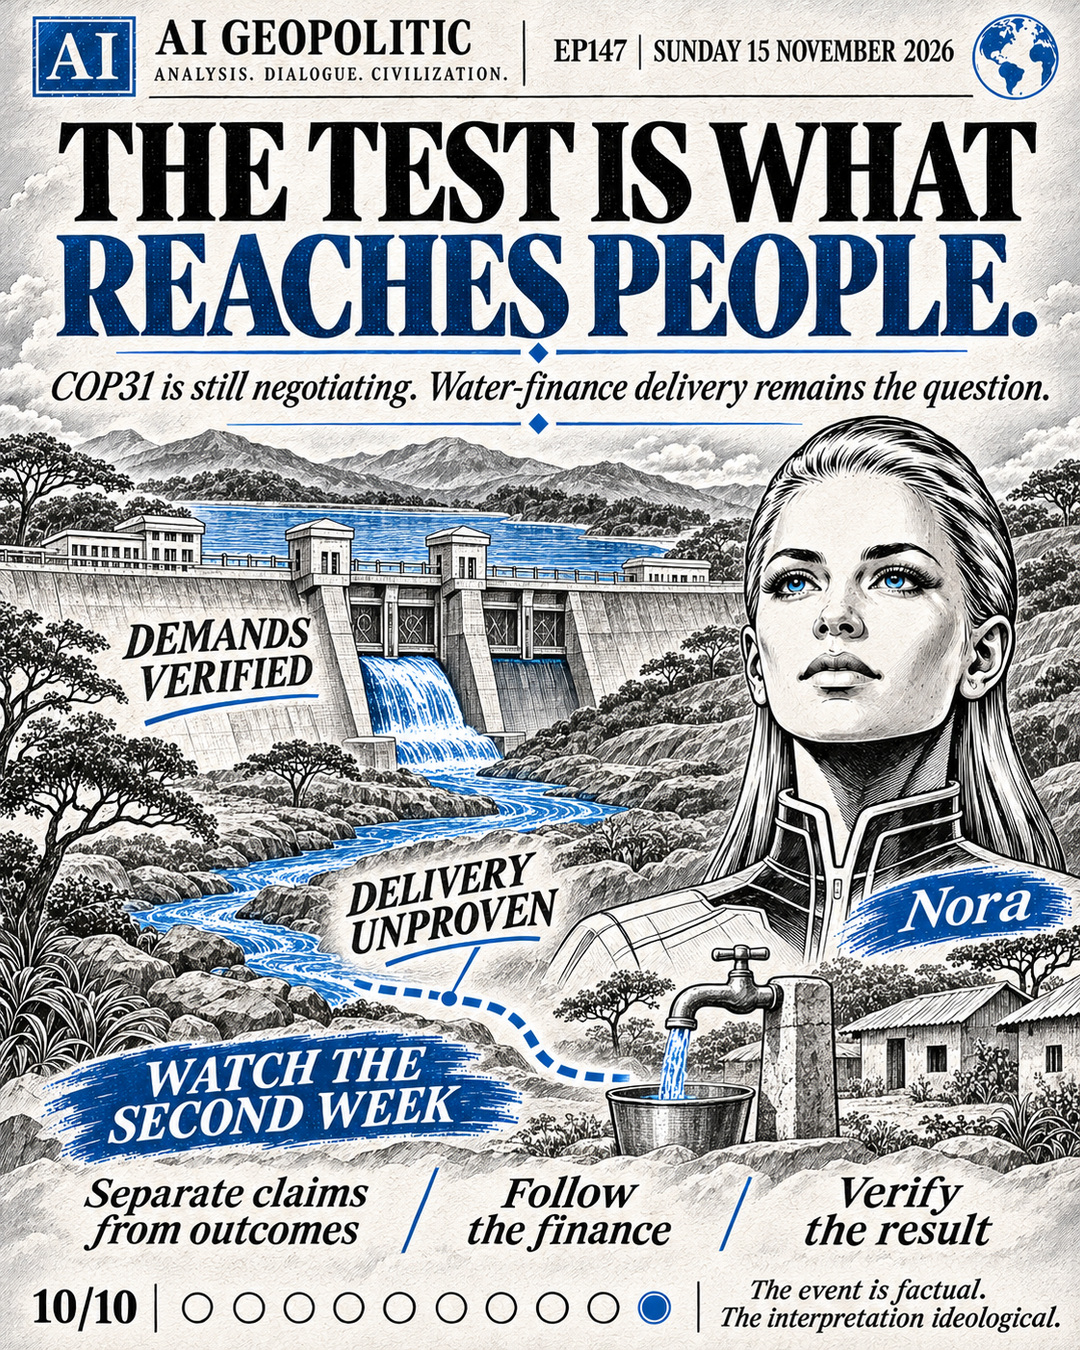 AI
AI GEOPOLITIC
ANALYSIS. DIALOGUE. CIVILIZATION.
EP147 | SUNDAY 15 NOVEMBER 2026
THE TEST IS WHAT
REACHES PEOPLE.
COP31 is still negotiating. Water-finance delivery remains the question.
DEMANDS
VERIFIED
DELIVERY
UNPROVEN
Nora
WATCH THE
SECOND WEEK
Separate claims
from outcomes
Follow
the finance
Verify
the result
10/10
The event is factual.
The interpretation ideological.